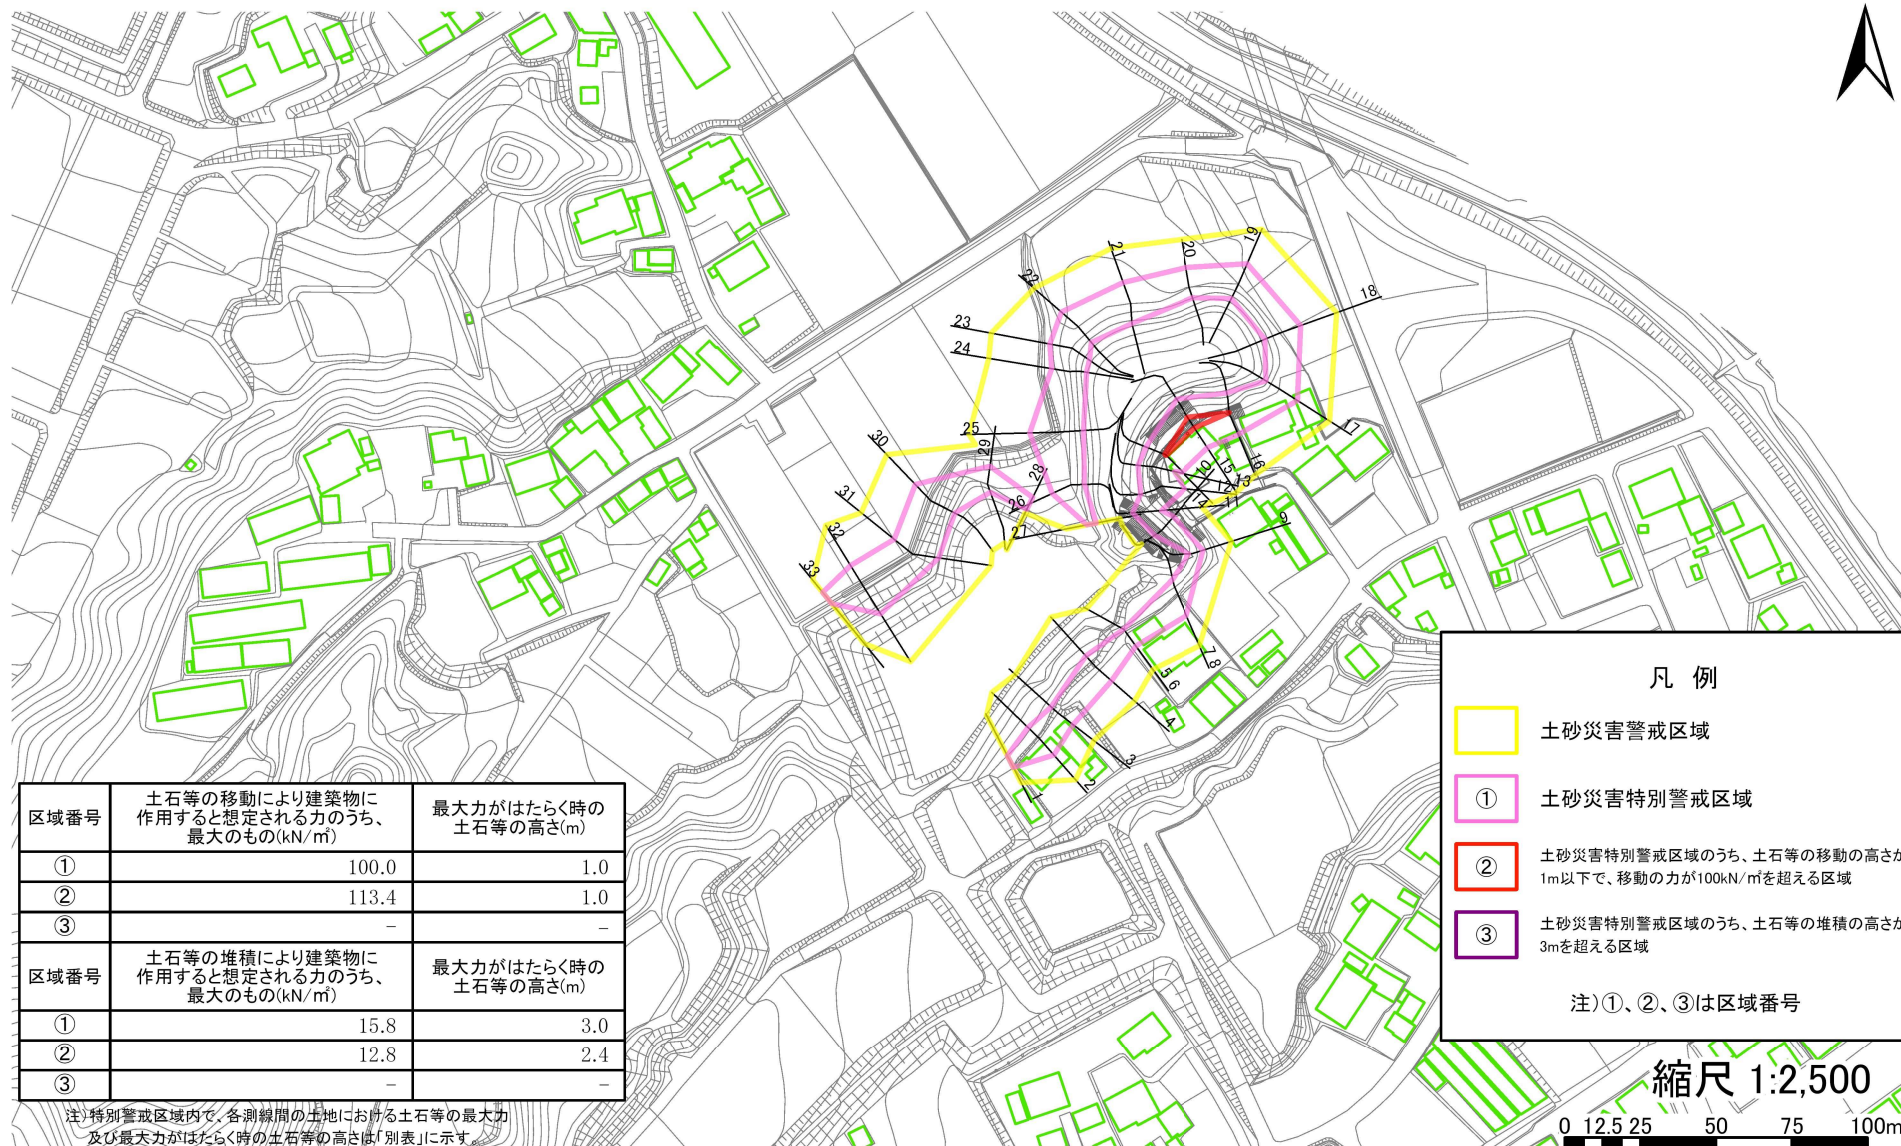 19
20
21
22
18
23
24
25
17
29
30
16
15
10
28
13
12
31
26
14
11
32
27
9
33
7 8
5 6
4
3
2
1
凡 例
土砂災害警戒区域
① 土砂災害特別警戒区域
② 土砂災害特別警戒区域のうち、土石等の移動の高さが
1m以下で、移動の力が100kN/㎡を超える区域
③ 土砂災害特別警戒区域のうち、土石等の堆積の高さが
3mを超える区域
注)①、②、③は区域番号
区域番号
土石等の移動により建築物に
作用すると想定される力のうち、
最大のもの(kN/㎡)
最大力がはたらく時の
土石等の高さ(m)
① 100.0 1.0
② 113.4 1.0
③ − −
区域番号
土石等の堆積により建築物に
作用すると想定される力のうち、
最大のもの(kN/㎡)
最大力がはたらく時の
土石等の高さ(m)
① 15.8 3.0
② 12.8 2.4
③ − −
注)特別警戒区域内で、各測線間の土地における土石等の最大力
及び最大力がはたらく時の土石等の高さは「別表」に示す。
縮尺 1:2,500
0 12.5 25 50 75 100m